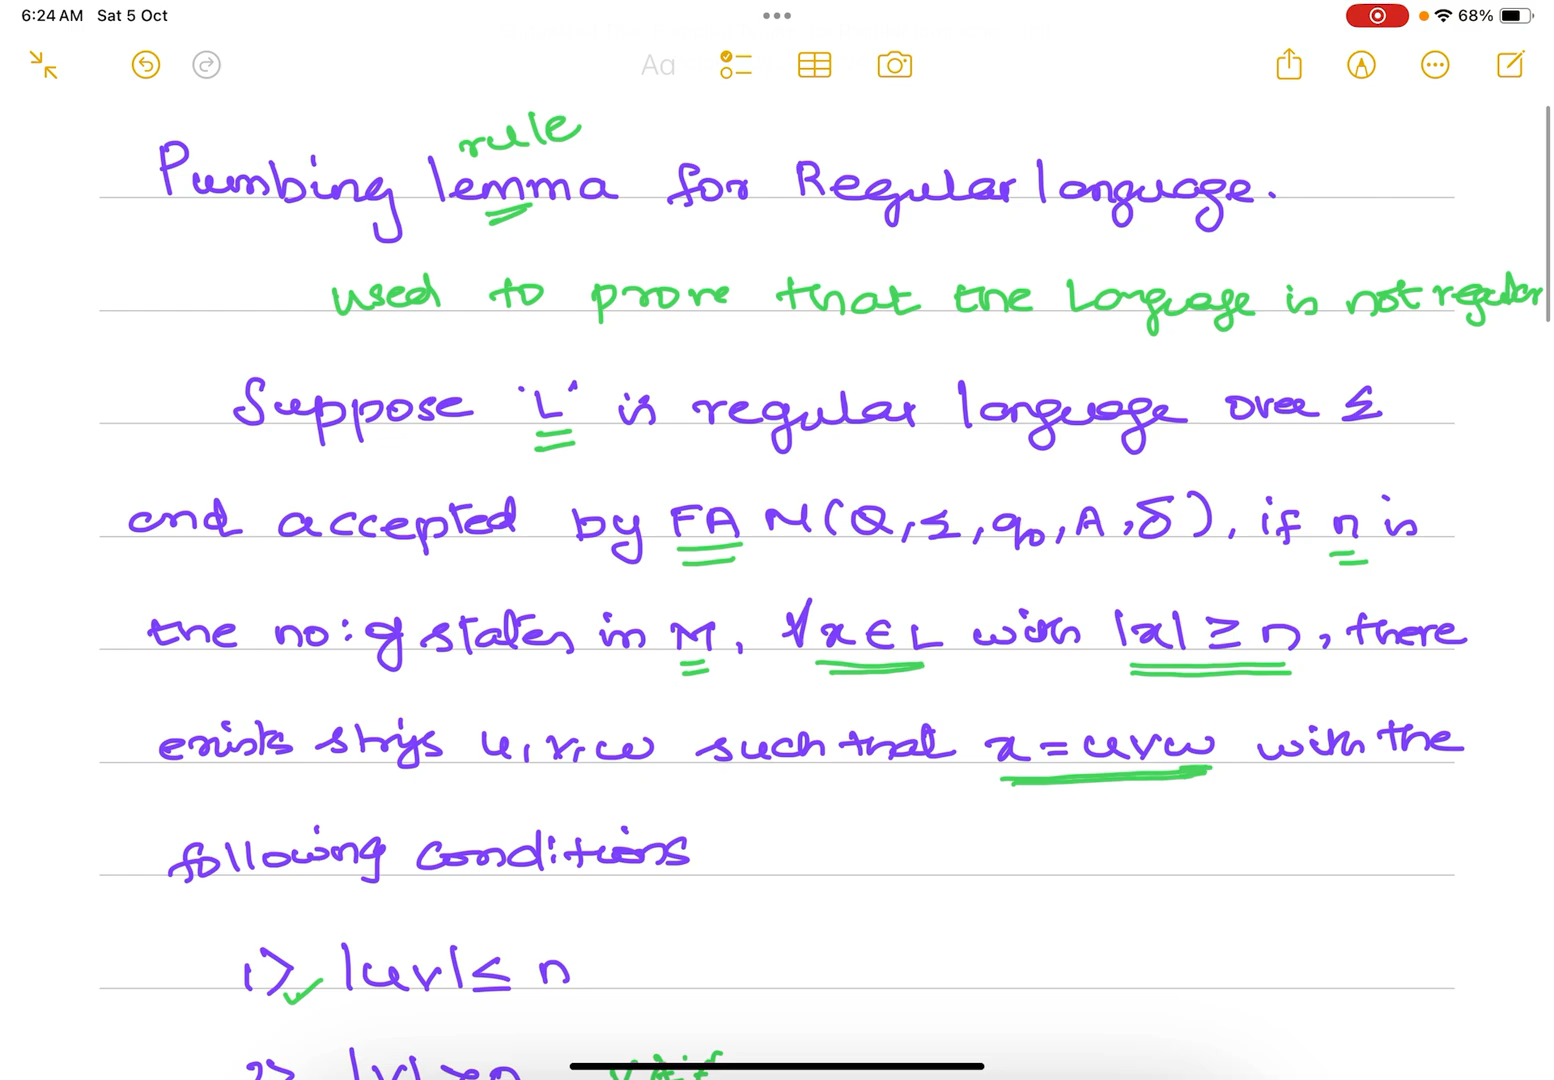 6:24 AM Sat 5 Oct
68%
Aa
rule
Pumbing lemma for Regular language.
used to prove that the Language is not regular
Suppose 'L' is regular language over Σ
and accepted by FA M(Q, Σ, q0, A, δ), if n is
the no: of states in M, ∀x∈L with |x| ≥ n, there
exists strigs u, v, w such that x = uvw with the
following conditions
1) |uv| ≤ n
2)